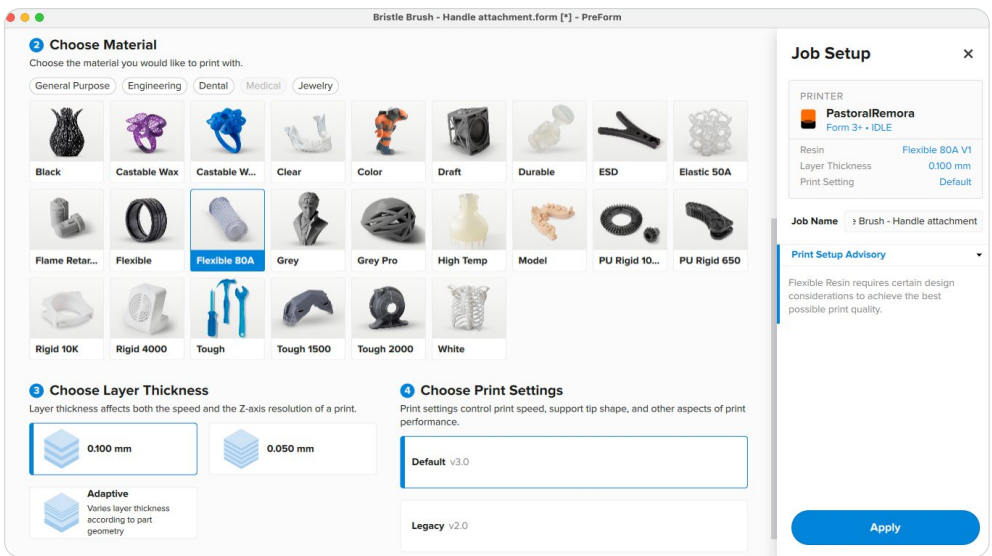 Bristle Brush - Handle attachment.form [*] - PreForm
2 Choose Material
Choose the material you would like to print with.
General Purpose Engineering Dental Medical Jewelry
Black Castable Wax Castable W... Clear Color Draft Durable ESD Elastic 50A
Flame Retar... Flexible Flexible 80A Grey Grey Pro High Temp Model PU Rigid 10... PU Rigid 650
Rigid 10K Rigid 4000 Tough Tough 1500 Tough 2000 White
3 Choose Layer Thickness
Layer thickness affects both the speed and the Z-axis resolution of a print.
0.100 mm
0.050 mm
Adaptive
Varies layer thickness
according to part
geometry
4 Choose Print Settings
Print settings control print speed, support tip shape, and other aspects of print
performance.
Default v3.0
Legacy v2.0
Job Setup ×
PRINTER
PastoralRemora
Form 3+ • IDLE
Resin Flexible 80A V1
Layer Thickness 0.100 mm
Print Setting Default
Job Name Brush - Handle attachment
Print Setup Advisory
Flexible Resin requires certain design
considerations to achieve the best
possible print quality.
Apply